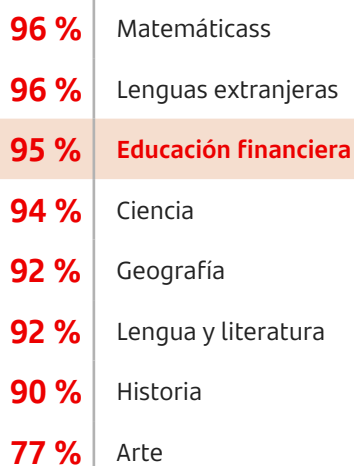 96 % Matemáticass
96 % Lenguas extranjeras
95 % Educación financiera
94 % Ciencia
92 % Geografía
92 % Lengua y literatura
90 % Historia
77 % Arte